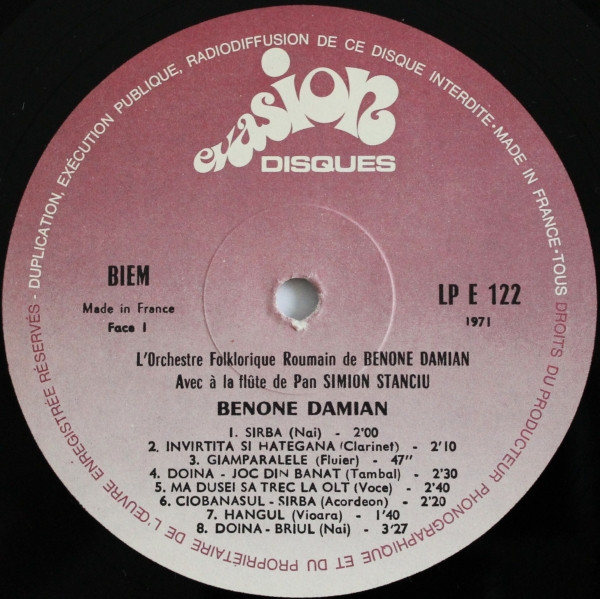 DUPLICATION, EXÉCUTION PUBLIQUE, RADIODIFFUSION DE CE DISQUE INTERDITE • MADE IN FRANCE • TOUS DROITS DU PRODUCTEUR PHONOGRAPHIQUE ET DU PROPRIÉTAIRE DE L'ŒUVRE ENREGISTRÉE RÉSERVÉS -
evasion
DISQUES
BIEM
Made in France
Face 1
LP E 122
1971
L'Orchestre Folklorique Roumain de BENONE DAMIAN
Avec à la flûte de Pan SIMION STANCIU
BENONE DAMIAN
1. SIRBA (Nai) - 2'00
2. INVIRTITA SI HATEGANA (Clarinet) - 2'10
3. GIAMPARALELE (Fluier) - 47"
4. DOINA - JOC DIN BANAT (Tambal) - 2'30
5. MA DUSEI SA TREC LA OLT (Voce) - 2'40
6. CIOBANASUL - SIRBA (Acordeon) - 2'20
7. HANGUL (Vioara) - 1'40
8. DOINA - BRIUL (Nai) - 3'27